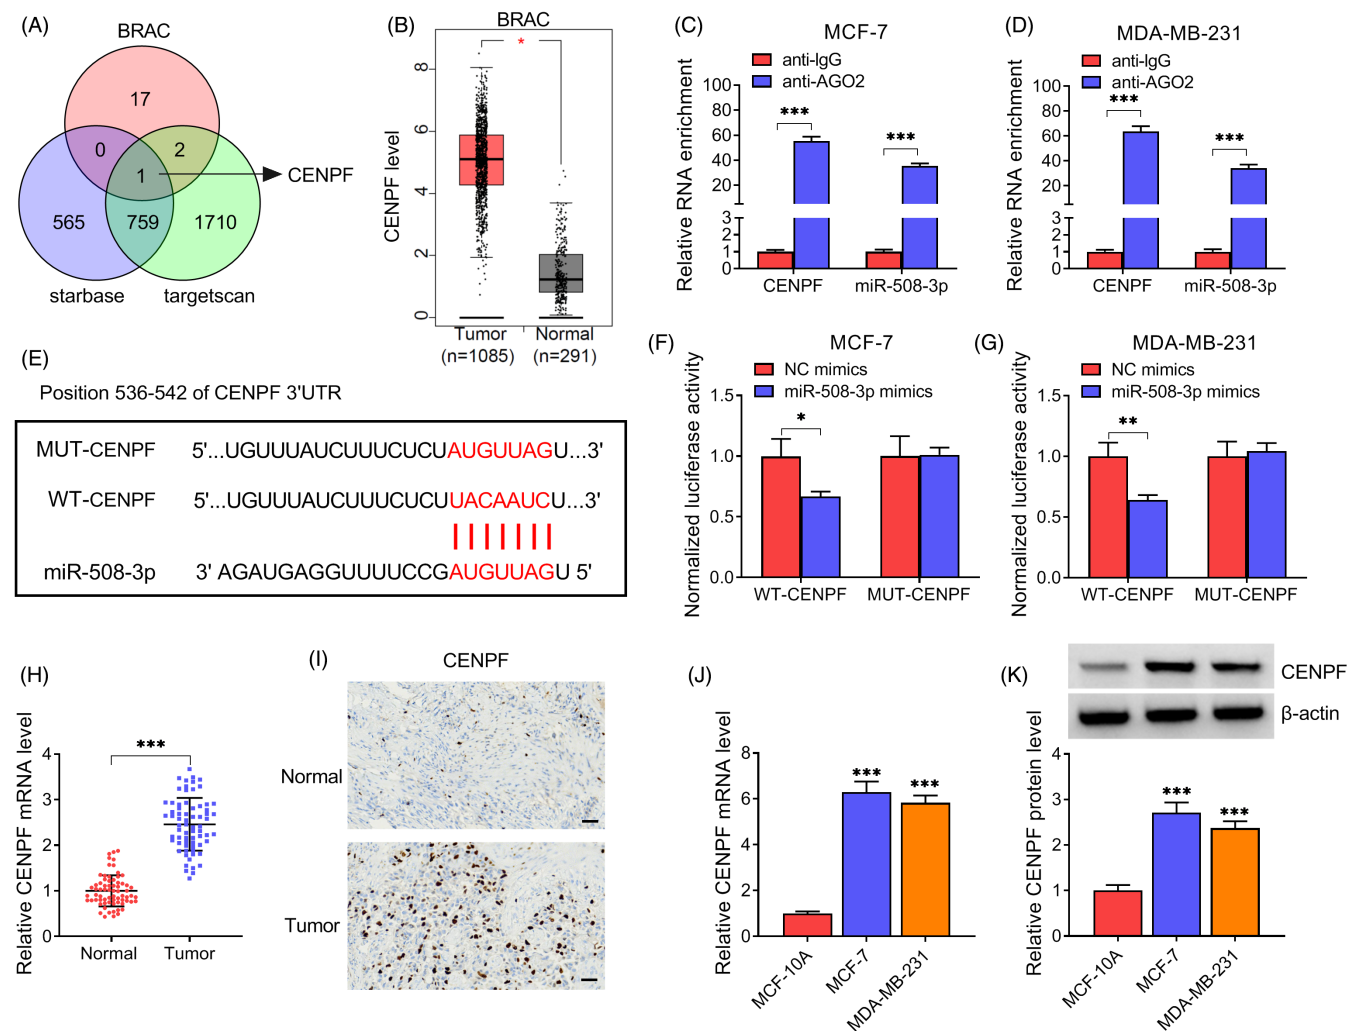 (A)
BRAC
17
0
2
1
CENPF
565
759
1710
starbase
targetscan
(B)
BRAC
*
CENPF level
8
6
4
2
0
Tumor
(n=1085)
Normal
(n=291)
(C)
MCF-7
anti-IgG
anti-AGO2
Relative RNA enrichment
100
80
60
40
20
3
2
1
0
***
***
CENPF
miR-508-3p
(D)
MDA-MB-231
anti-IgG
anti-AGO2
Relative RNA enrichment
100
80
60
40
20
3
2
1
0
***
***
CENPF
miR-508-3p
(E)
Position 536-542 of CENPF 3'UTR
MUT-CENPF 5'...UGUUUAUCUUUCUCUAUGUUAGU...3'
WT-CENPF 5'...UGUUUAUCUUUCUCUUACAAUCU...3'
miR-508-3p 3' AGAUGAGGUUUUCCGAUGUUAGU 5'
(F)
MCF-7
NC mimics
miR-508-3p mimics
Normalized luciferase activity
1.5
1.0
0.5
0.0
*
WT-CENPF
MUT-CENPF
(G)
MDA-MB-231
NC mimics
miR-508-3p mimics
Normalized luciferase activity
1.5
1.0
0.5
0.0
**
WT-CENPF
MUT-CENPF
(H)
Relative CENPF mRNA level
4
3
2
1
0
***
Normal
Tumor
(I)
CENPF
Normal
Tumor
(J)
Relative CENPF mRNA level
8
6
4
2
0
***
***
MCF-10A
MCF-7
MDA-MB-231
(K)
CENPF
β-actin
Relative CENPF protein level
4
3
2
1
0
***
***
MCF-10A
MCF-7
MDA-MB-231